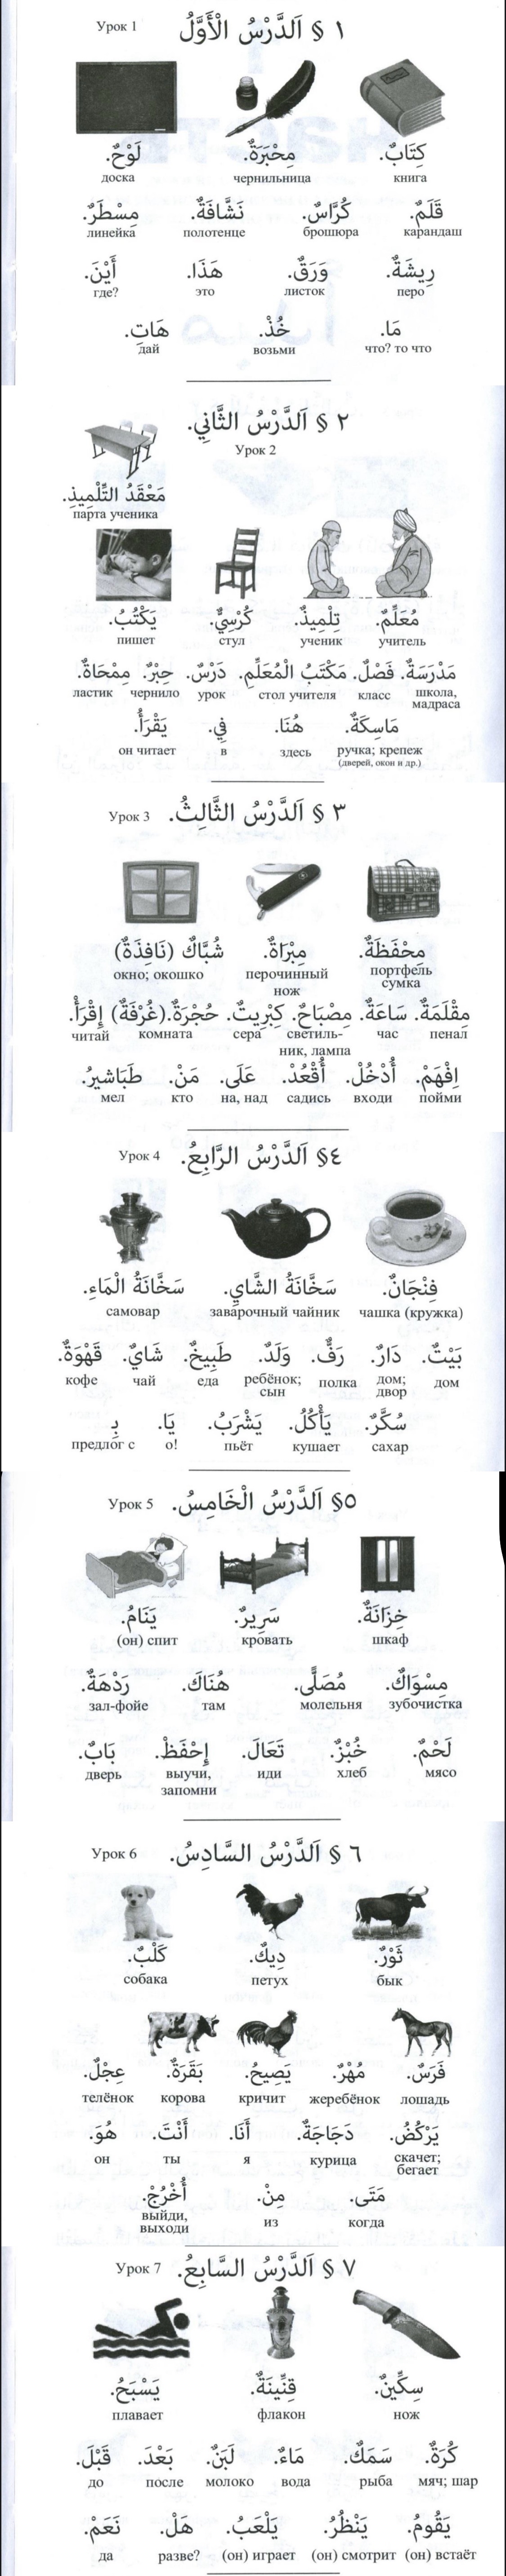 Урок 1 § ١ اَلدَّرْسُ الْأَوَّلُ
كِتَابٌ. مِحْبَرَةٌ. لَوْحٌ.
книга чернильница доска
قَلَمٌ. كُرَّاسٌ. نَشَّافَةٌ. مِسْطَرٌ.
карандаш брошюра полотенце линейка
رِيشَةٌ. وَرَقٌ. هَذَا. أَيْنَ.
перо листок это где?
مَا. خُذْ. هَاتِ.
что? то что возьми дай
§ ٢ اَلدَّرْسُ الثَّانِي.
Урок 2
مَعْقَدُ التِّلْمِيذِ.
парта ученика
مُعَلِّمٌ. تِلْمِيذٌ. كُرْسِيٌّ. يَكْتُبُ.
учитель ученик стул пишет
مَدْرَسَةٌ. فَصْلٌ. مَكْتَبُ الْمُعَلِّمِ. دَرْسٌ. حِبْرٌ. مِمْحَاةٌ.
школа, мадраса класс стол учителя урок чернило ластик
مَاسِكَةٌ. هُنَا. فِي. يَقْرَأُ.
ручка; крепеж здесь в он читает
(дверей, окон и др.)
Урок 3 § ٣ اَلدَّرْسُ الثَّالِثُ.
مِحْفَظَةٌ. مِبْرَاةٌ. شُبَّاكٌ (نَافِذَةٌ)
портфель сумка перочинный нож окно; окошко
مِقْلَمَةٌ. سَاعَةٌ. مِصْبَاحٌ. كِبْرِيتٌ. حُجْرَةٌ.(غُرْفَةٌ) إِقْرَأْ.
пенал час светиль-ник, лампа сера комната читай
اِفْهَمْ. أُدْخُلْ. أُقْعُدْ. عَلَى. مَنْ. طَبَاشيرُ.
пойми входи садись на, над кто мел
Урок 4 §٤ اَلدَّرْسُ الرَّابِعُ.
فِنْجَانٌ. سَخَّانَةُ الشَّايِ. سَخَّانَةُ الْمَاءِ.
чашка (кружка) заварочный чайник самовар
بَيْتٌ. دَارٌ. رَفٌّ. وَلَدٌ. طَبِيخٌ. شَايٌ. قَهْوَةٌ.
дом дом; двор полка ребёнок; сын еда чай кофе
سُكَّرٌ. يَأْكُلُ. يَشْرَبُ. يَا. بِ
сахар кушает пьёт о! предлог с
Урок 5 §٥ اَلدَّرْسُ الْخَامِسُ.
خِزَانَةٌ. سَرِيرٌ. يَنَامُ.
шкаф кровать (он) спит
مِسْوَاكٌ. مُصَلًّى. هُنَاكَ. رَدْهَةٌ.
зубочистка молельня там зал-фойе
لَحْمٌ. خُبْزٌ. تَعَالَ. إِحْفَظْ. بَابٌ.
мясо хлеб иди выучи, запомни дверь
Урок 6 § ٦ اَلدَّرْسُ السَّادِسُ.
ثَوْرٌ. دِيكٌ. كَلْبٌ.
бык петух собака
فَرَسٌ. مُهْرٌ. يَصِيحُ. بَقَرَةٌ. عِجْلٌ.
лошадь жеребёнок кричит корова телёнок
يَرْكُضُ. دَجَاجَةٌ. أَنَا. أَنْتَ. هُوَ.
скачет; бегает курица я ты он
مَتَى. مِنْ. أُخْرُجْ.
когда из выйди, выходи
Урок 7 § ٧ اَلدَّرْسُ السَّابِعُ.
سِكِّينٌ. قِنِّينَةٌ. يَسْبَحُ.
нож флакон плавает
كُرَةٌ. سَمَكٌ. مَاءٌ. لَبَنٌ. بَعْدَ. قَبْلَ.
мяч; шар рыба вода молоко после до
يَقُومُ. يَنْظُرُ. يَلْعَبُ. هَلْ. نَعَمْ.
(он) встаёт (он) смотрит (он) играет разве? да